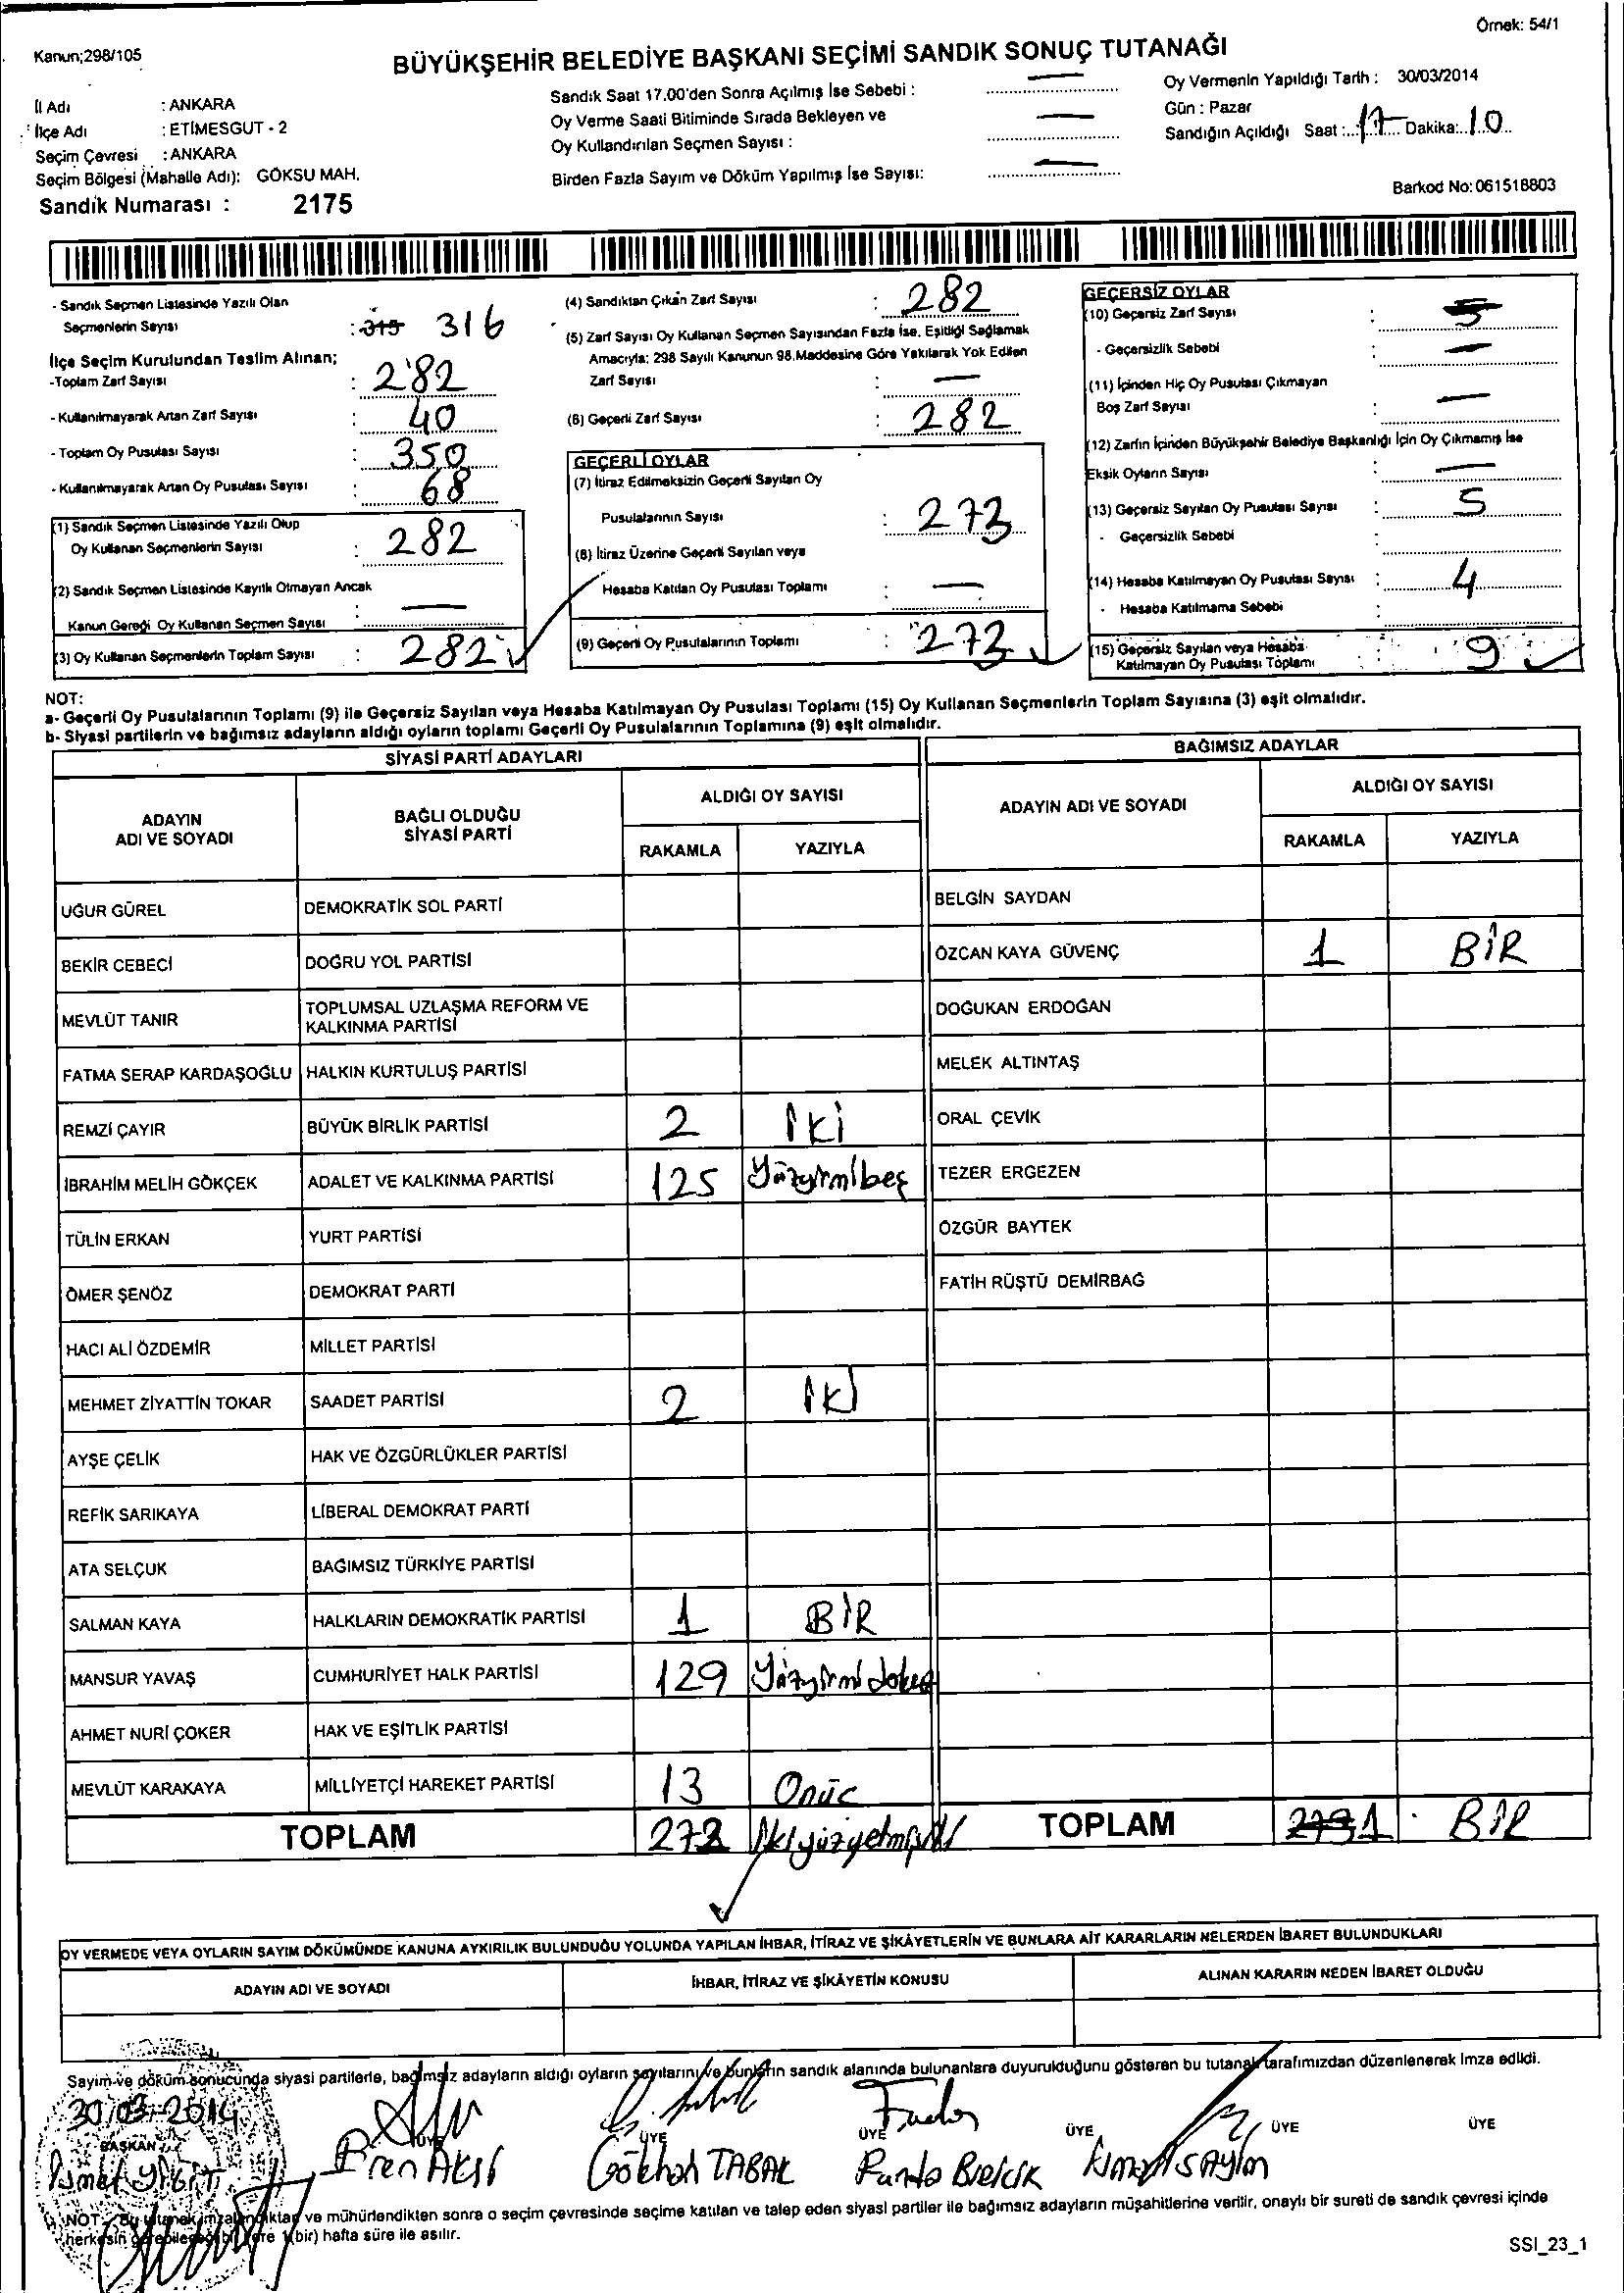 Örnek: 54/1
Kanun;298/105
BÜYÜKŞEHİR BELEDİYE BAŞKANI SEÇİMİ SANDIK SONUÇ TUTANAĞI
İl Adı : ANKARA
İlçe Adı : ETİMESGUT - 2
Seçim Çevresi : ANKARA
Seçim Bölgesi (Mahalle Adı): GÖKSU MAH.
Sandık Numarası : 2175
Sandık Saat 17.00'den Sonra Açılmış İse Sebebi : —
Oy Verme Saati Bitiminde Sırada Bekleyen ve
Oy Kullandırılan Seçmen Sayısı : —
Birden Fazla Sayım ve Döküm Yapılmış İse Sayısı: —
Oy Vermenin Yapıldığı Tarih : 30/03/2014
Gün : Pazar
Sandığın Açıldığı Saat : 17 Dakika: 10
Barkod No: 061518803
- Sandık Seçmen Listesinde Yazılı Olan
Seçmenlerin Sayısı : 315 316
İlçe Seçim Kurulundan Teslim Alınan;
-Toplam Zarf Sayısı : 282
- Kullanılmayarak Artan Zarf Sayısı : 40
- Toplam Oy Pusulası Sayısı : 350
- Kullanılmayarak Artan Oy Pusulası Sayısı : 68
(1) Sandık Seçmen Listesinde Yazılı Olup
Oy Kullanan Seçmenlerin Sayısı : 282
(2) Sandık Seçmen Listesinde Kayıtlı Olmayan Ancak
Kanun Gereği Oy Kullanan Seçmen Sayısı : —
(3) Oy Kullanan Seçmenlerin Toplam Sayısı : 282
(4) Sandıktan Çıkan Zarf Sayısı : 282
(5) Zarf Sayısı Oy Kullanan Seçmen Sayısından Fazla İse, Eşitliği Sağlamak
Amacıyla; 298 Sayılı Kanunun 98.Maddesine Göre Yakılarak Yok Edilen
Zarf Sayısı : —
(6) Geçerli Zarf Sayısı : 282
GEÇERLİ OYLAR
(7) İtiraz Edilmeksizin Geçerli Sayılan Oy
Pusulalarının Sayısı : 273
(8) İtiraz Üzerine Geçerli Sayılan veya
Hesaba Katılan Oy Pusulası Toplamı : —
(9) Geçerli Oy Pusulalarının Toplamı : 273
GEÇERSİZ OYLAR
(10) Geçersiz Zarf Sayısı : 5
- Geçersizlik Sebebi : —
(11) İçinden Hiç Oy Pusulası Çıkmayan
Boş Zarf Sayısı : —
(12) Zarfın İçinden Büyükşehir Belediye Başkanlığı İçin Oy Çıkmamış İse
Eksik Oyların Sayısı : —
(13) Geçersiz Sayılan Oy Pusulası Sayısı : 5
- Geçersizlik Sebebi :
(14) Hesaba Katılmayan Oy Pusulası Sayısı : 4
- Hesaba Katılmama Sebebi :
(15) Geçersiz Sayılan veya Hesaba
Katılmayan Oy Pusulası Toplamı : 9
NOT:
a- Geçerli Oy Pusulalarının Toplamı (9) ile Geçersiz Sayılan veya Hesaba Katılmayan Oy Pusulası Toplamı (15) Oy Kullanan Seçmenlerin Toplam Sayısına (3) eşit olmalıdır.
b- Siyasi partilerin ve bağımsız adayların aldığı oyların toplamı Geçerli Oy Pusulalarının Toplamına (9) eşit olmalıdır.
SİYASİ PARTİ ADAYLARI
ADAYIN
ADI VE SOYADI
BAĞLI OLDUĞU
SİYASİ PARTİ
ALDIĞI OY SAYISI
RAKAMLA YAZIYLA
UĞUR GÜREL DEMOKRATİK SOL PARTİ
BEKİR CEBECİ DOĞRU YOL PARTİSİ
MEVLÜT TANIR TOPLUMSAL UZLAŞMA REFORM VE
KALKINMA PARTİSİ
FATMA SERAP KARDAŞOĞLU HALKIN KURTULUŞ PARTİSİ
REMZİ ÇAYIR BÜYÜK BİRLİK PARTİSİ 2 İki
İBRAHİM MELİH GÖKÇEK ADALET VE KALKINMA PARTİSİ 125 Yüzyirmibeş
TÜLİN ERKAN YURT PARTİSİ
ÖMER ŞENÖZ DEMOKRAT PARTİ
HACI ALİ ÖZDEMİR MİLLET PARTİSİ
MEHMET ZİYATTİN TOKAR SAADET PARTİSİ 2 İki
AYŞE ÇELİK HAK VE ÖZGÜRLÜKLER PARTİSİ
REFİK SARIKAYA LİBERAL DEMOKRAT PARTİ
ATA SELÇUK BAĞIMSIZ TÜRKİYE PARTİSİ
SALMAN KAYA HALKLARIN DEMOKRATİK PARTİSİ 1 BİR
MANSUR YAVAŞ CUMHURİYET HALK PARTİSİ 129 Yüzyirmidokuz
AHMET NURİ ÇOKER HAK VE EŞİTLİK PARTİSİ
MEVLÜT KARAKAYA MİLLİYETÇİ HAREKET PARTİSİ 13 Onüç
TOPLAM 272 İkiyüzyetmişiki
BAĞIMSIZ ADAYLAR
ADAYIN ADI VE SOYADI
ALDIĞI OY SAYISI
RAKAMLA YAZIYLA
BELGİN SAYDAN
ÖZCAN KAYA GÜVENÇ 1 BİR
DOĞUKAN ERDOĞAN
MELEK ALTINTAŞ
ORAL ÇEVİK
TEZER ERGEZEN
ÖZGÜR BAYTEK
FATİH RÜŞTÜ DEMİRBAĞ
TOPLAM 273 1 BİR
OY VERMEDE VEYA OYLARIN SAYIM DÖKÜMÜNDE KANUNA AYKIRILIK BULUNDUĞU YOLUNDA YAPILAN İHBAR, İTİRAZ VE ŞİKÂYETLERİN VE BUNLARA AİT KARARLARIN NELERDEN İBARET BULUNDUKLARI
ADAYIN ADI VE SOYADI İHBAR, İTİRAZ VE ŞİKÂYETİN KONUSU ALINAN KARARIN NEDEN İBARET OLDUĞU
Sayım ve döküm sonucunda siyasi partilerle, bağımsız adayların aldığı oyların sayılarını ve bunların sandık alanında bulunanlara duyurulduğunu gösteren bu tutanak tarafımızdan düzenlenerek imza edildi.
30/03/2014
BAŞKAN ÜYE ÜYE ÜYE ÜYE ÜYE ÜYE
İsmet YİĞİT Eren AKSİ Gökhan TABAK
NOT: Bu tutanak imzalandıktan ve mühürlendikten sonra o seçim çevresinde seçime katılan ve talep eden siyasi partiler ile bağımsız adayların müşahitlerine verilir, onaylı bir sureti de sandık çevresi içinde
herkesin görebileceği bir yere 1 (bir) hafta süre ile asılır.
SSI_23_1